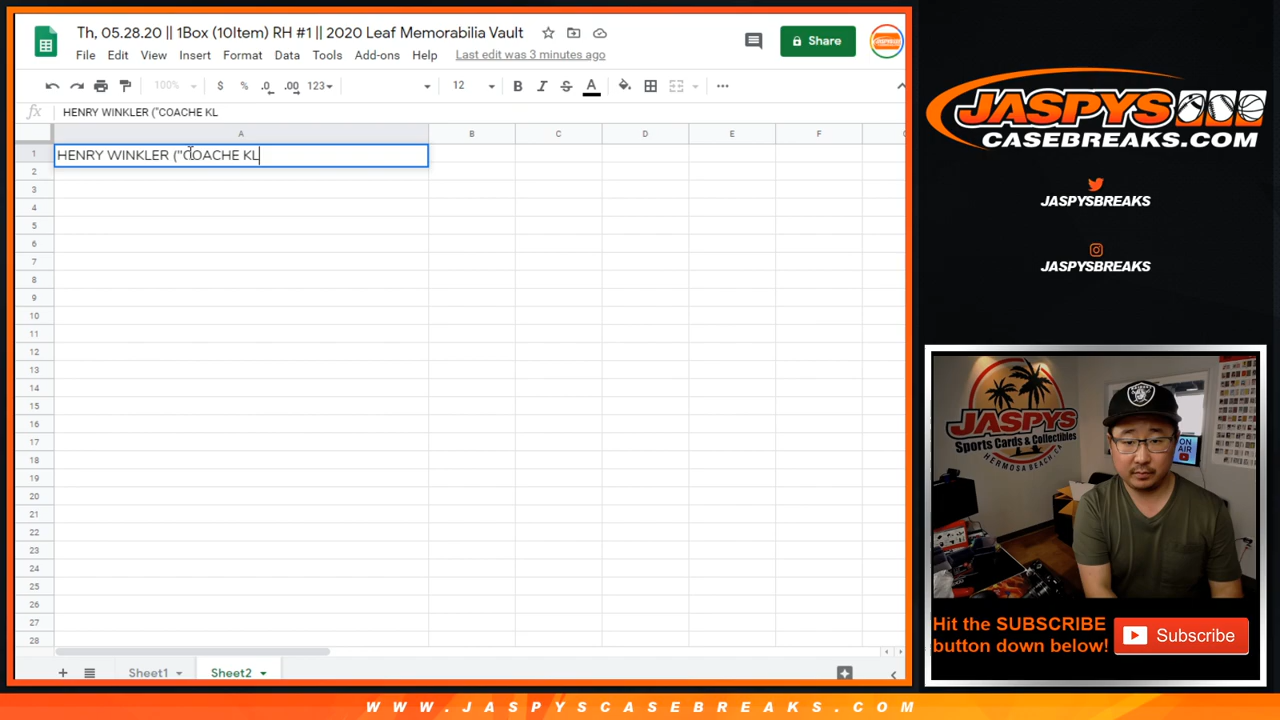 Th, 05.28.20 || 1Box (10Item) RH #1 || 2020 Leaf Memorabilia Vault
File Edit View Insert Format Data Tools Add-ons Help Last edit was 3 minutes ago
Share
100% $ % .0 .00 123 12 B I S A
fx HENRY WINKLER ("COACHE KL
A B C D E F
1 HENRY WINKLER ("COACHE KL
2
3
4
5
6
7
8
9
10
11
12
13
14
15
16
17
18
19
20
21
22
23
24
25
26
27
28
Sheet1 Sheet2
JASPYS
CASEBREAKS.COM
JASPYSBREAKS
JASPYSBREAKS
JASPYS
Sports Cards & Collectibles
HERMOSA BEACH, CA
ON
AIR
Hit the SUBSCRIBE
button down below!
Subscribe
WWW.JASPYSCASEBREAKS.COM